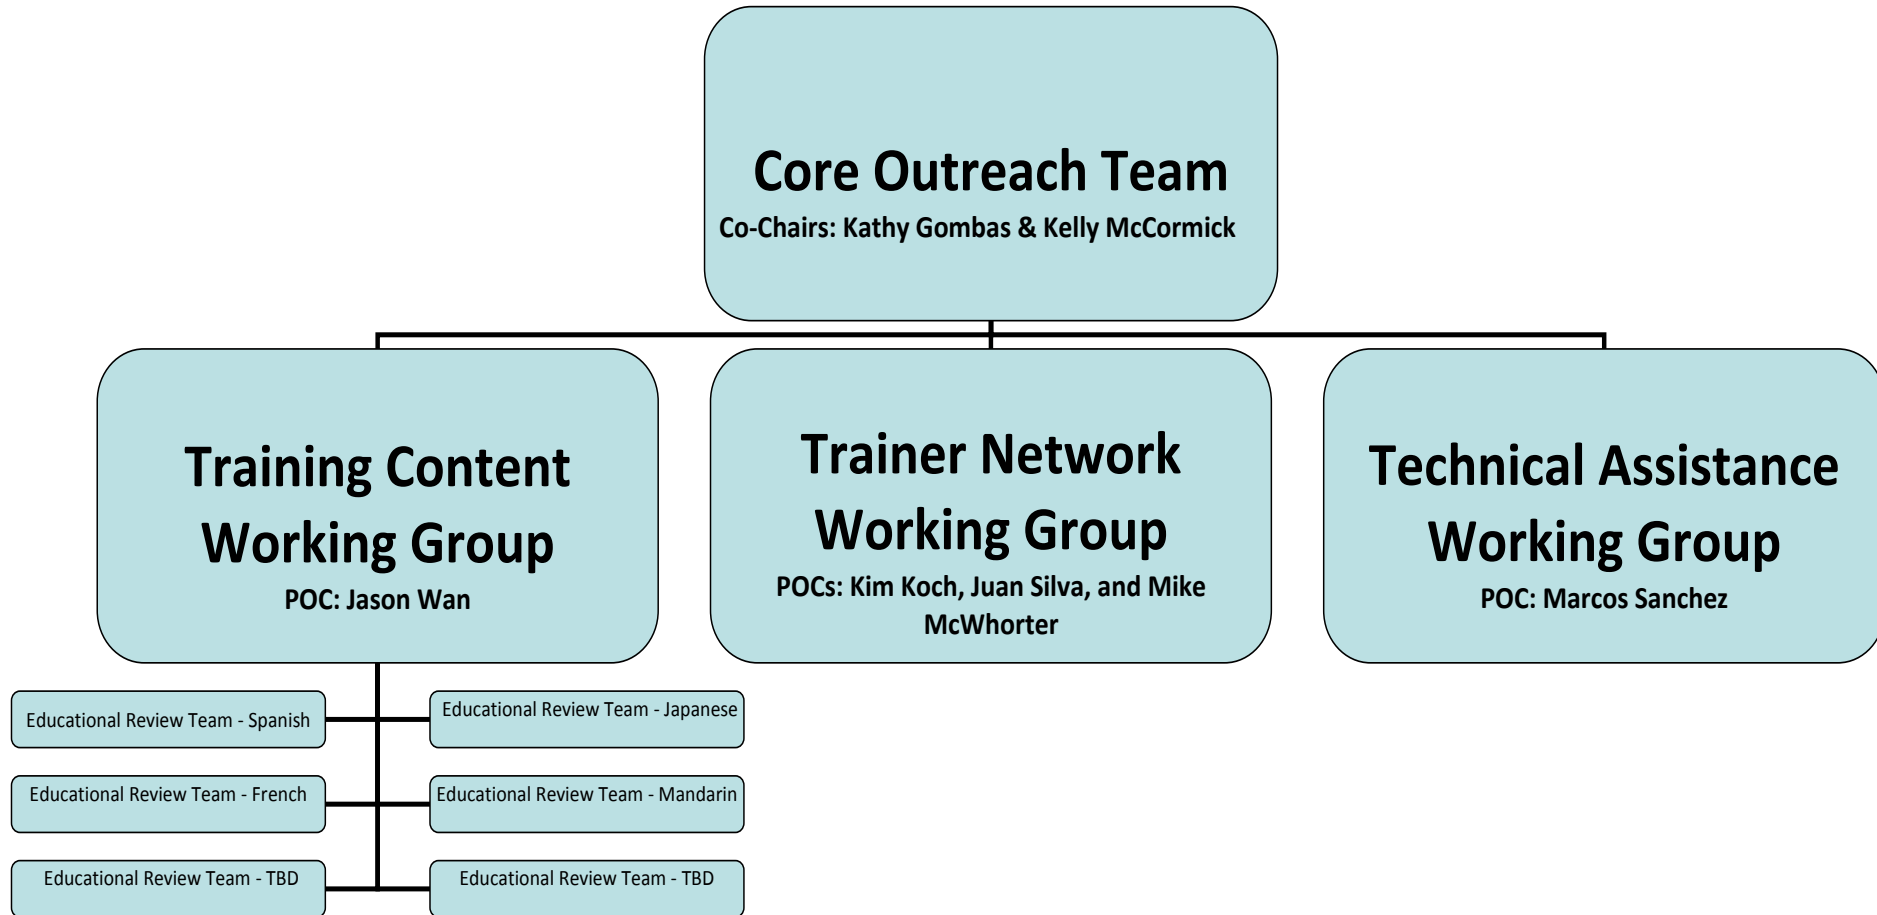 Core Outreach Team
Co-Chairs: Kathy Gombas & Kelly McCormick
Training Content
Working Group
POC: Jason Wan
Trainer Network
Working Group
POCs: Kim Koch, Juan Silva, and Mike
McWhorter
Technical Assistance
Working Group
POC: Marcos Sanchez
Educational Review Team - Spanish
Educational Review Team - Japanese
Educational Review Team - French
Educational Review Team - Mandarin
Educational Review Team - TBD
Educational Review Team - TBD